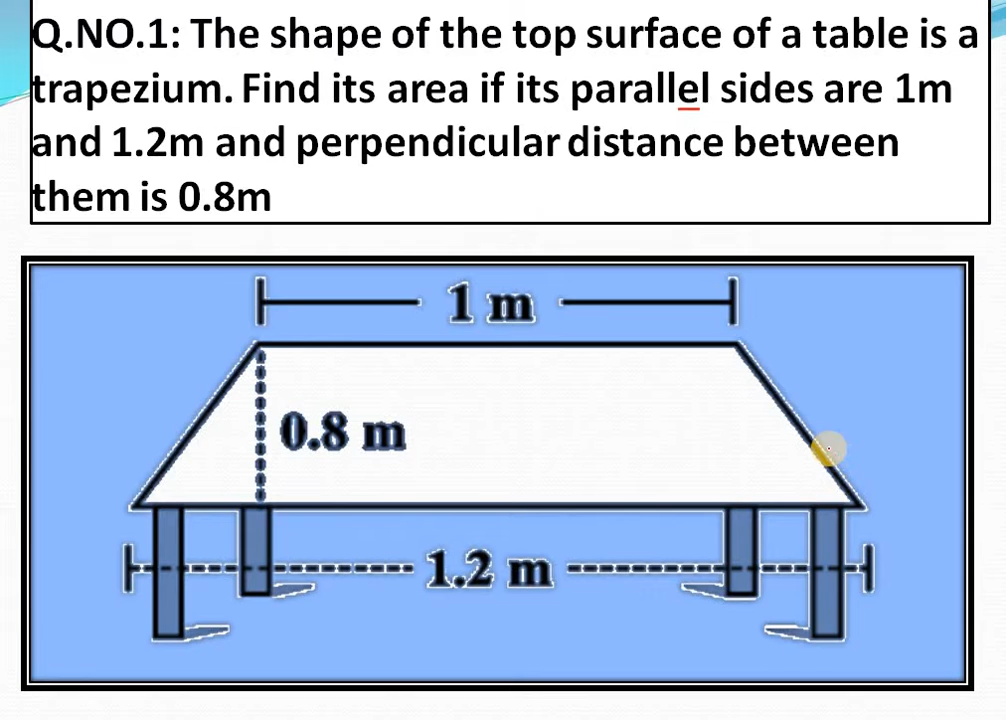 Q.NO.1: The shape of the top surface of a table is a
trapezium. Find its area if its parallel sides are 1m
and 1.2m and perpendicular distance between
them is 0.8m
1 m
0.8 m
1.2 m